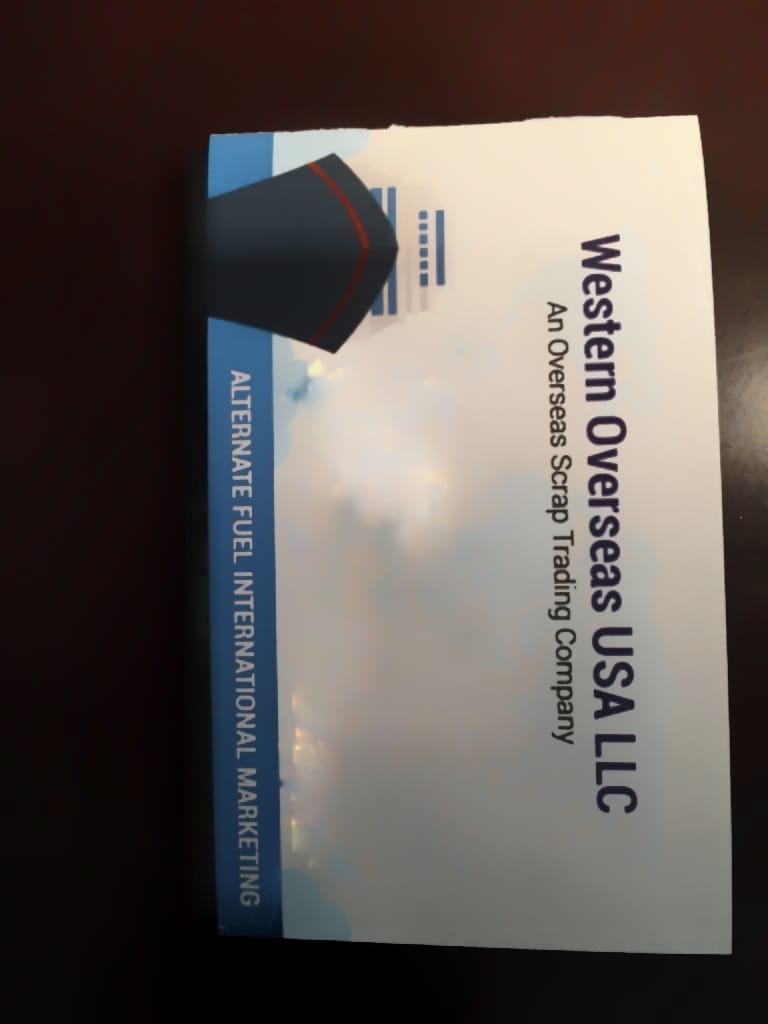 Western Overseas USA LLC
An Overseas Scrap Trading Company
ALTERNATE FUEL INTERNATIONAL MARKETING